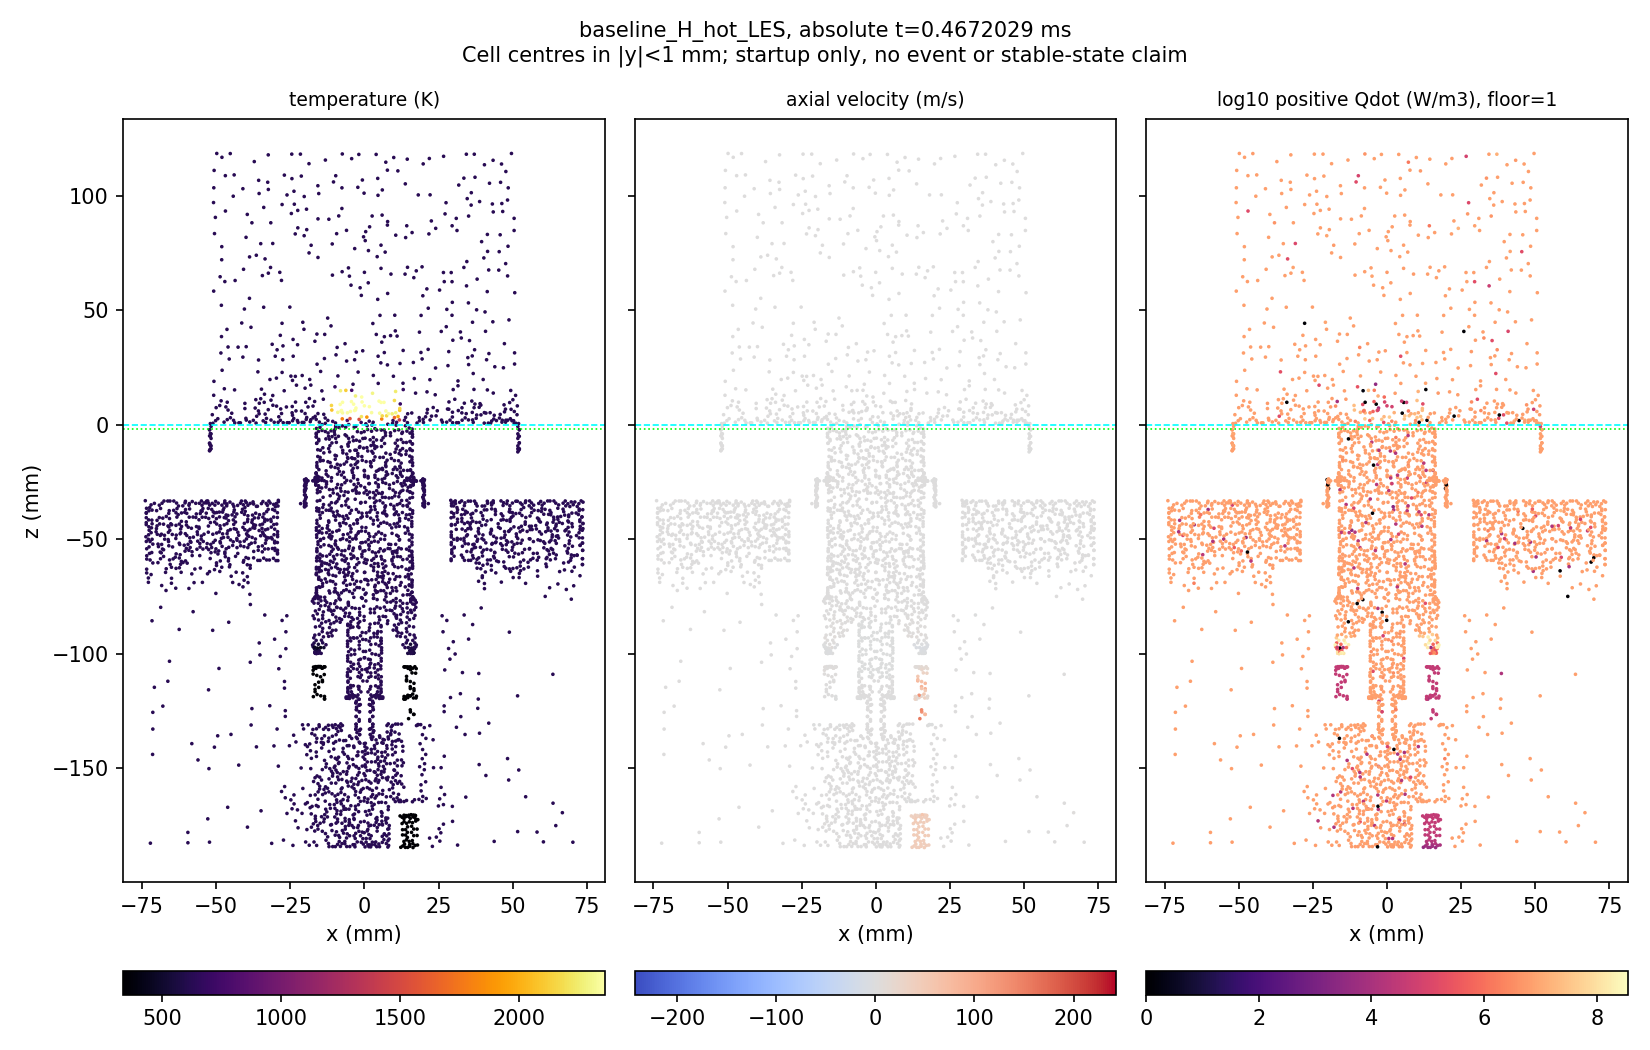 baseline_H_hot_LES, absolute t=0.4672029 ms
Cell centres in |y|<1 mm; startup only, no event or stable-state claim
temperature (K)
axial velocity (m/s)
log10 positive Qdot (W/m3), floor=1
z (mm)
100
50
0
−50
−100
−150
−75 −50 −25 0 25 50 75
−75 −50 −25 0 25 50 75
−75 −50 −25 0 25 50 75
x (mm)
x (mm)
x (mm)
500 1000 1500 2000
−200 −100 0 100 200
0 2 4 6 8